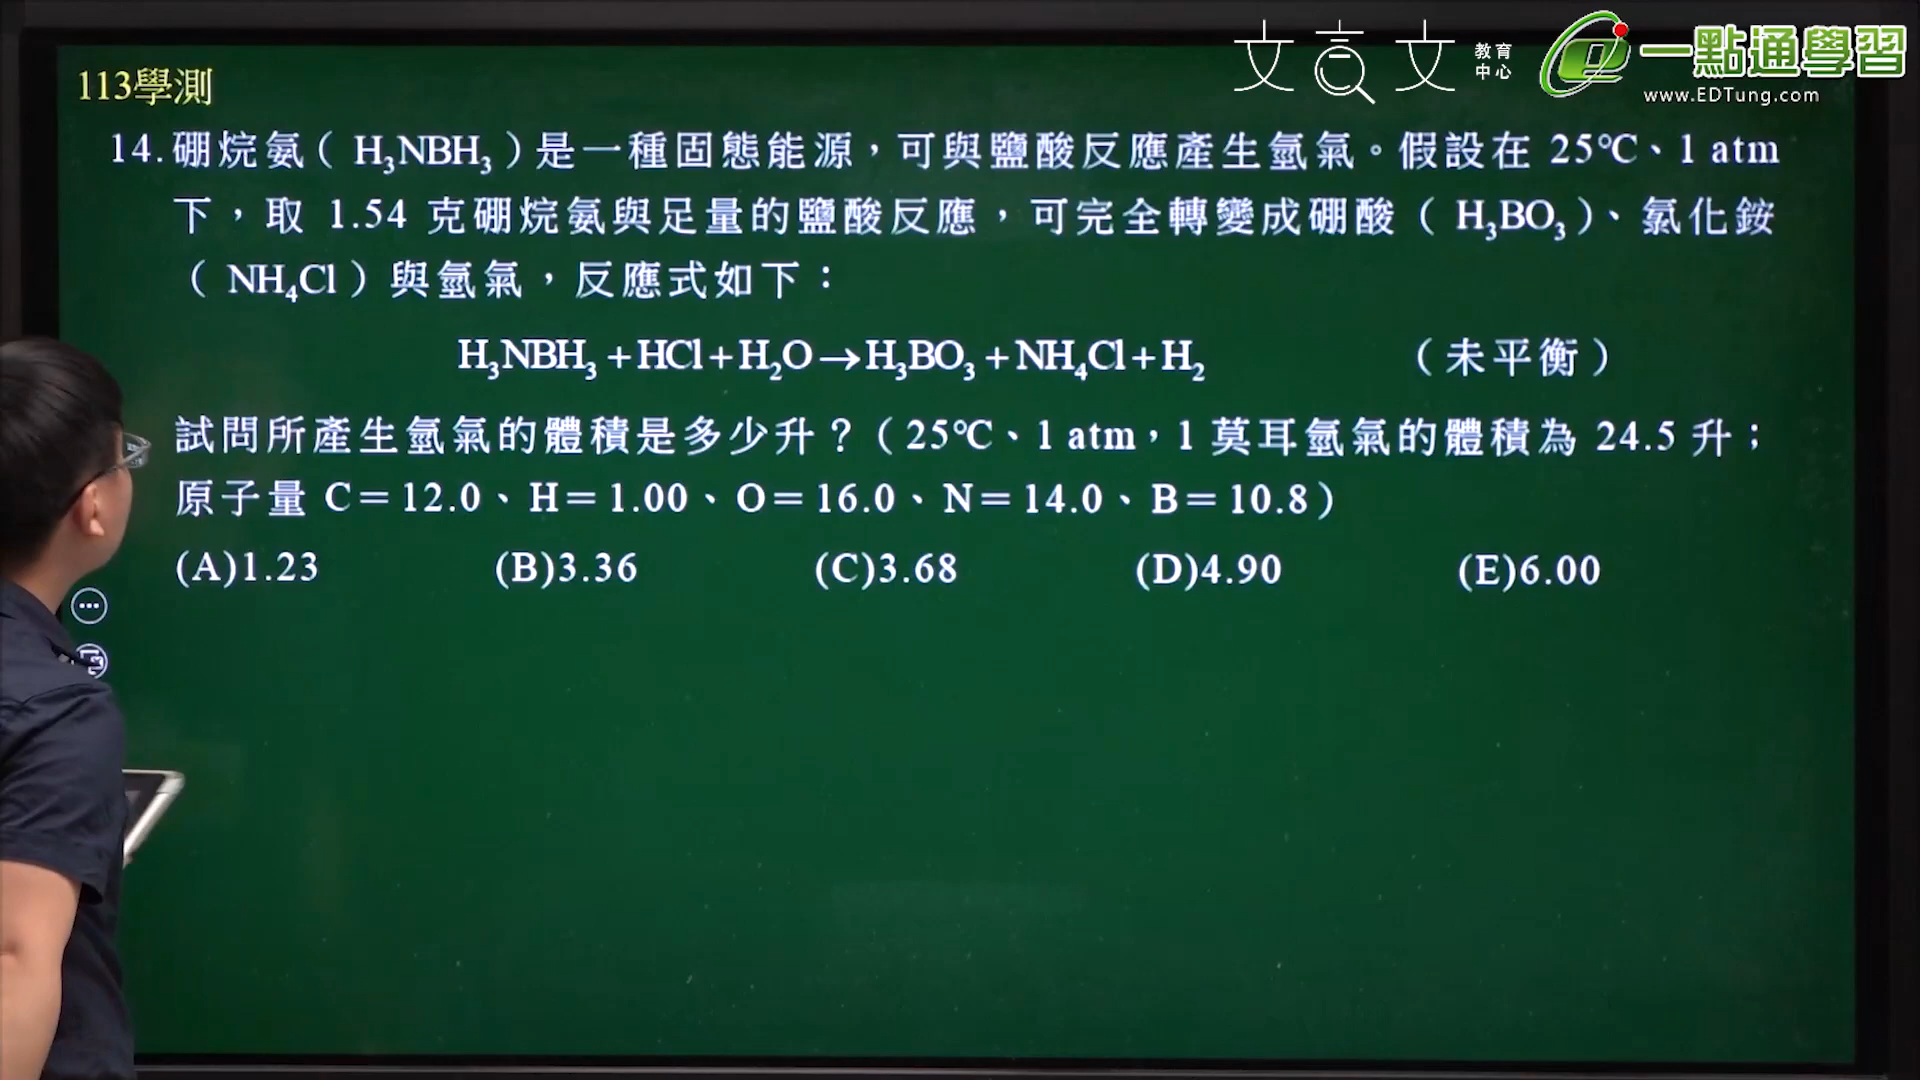 文言文 教育中心
一點通學習
www.EDTung.com
113學測
14.硼烷氨（H₃NBH₃）是一種固態能源，可與鹽酸反應產生氫氣。假設在 25℃、1 atm
下，取 1.54 克硼烷氨與足量的鹽酸反應，可完全轉變成硼酸（H₃BO₃）、氯化銨
（NH₄Cl）與氫氣，反應式如下：
H₃NBH₃+HCl+H₂O→H₃BO₃+NH₄Cl+H₂ （未平衡）
試問所產生氫氣的體積是多少升？（25℃、1 atm，1 莫耳氫氣的體積為 24.5 升；
原子量 C＝12.0、H＝1.00、O＝16.0、N＝14.0、B＝10.8）
(A)1.23 (B)3.36 (C)3.68 (D)4.90 (E)6.00